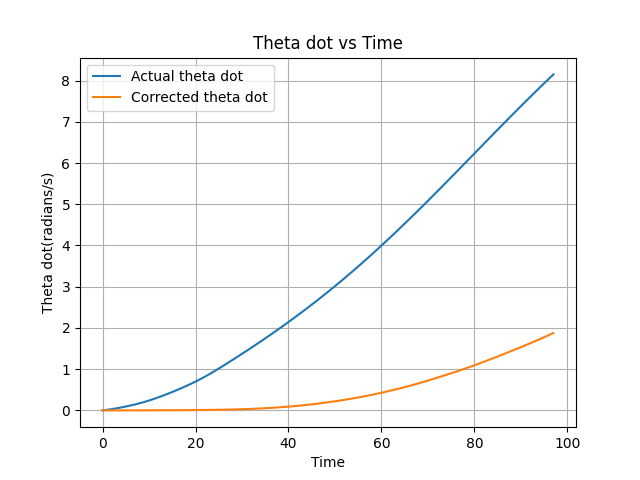 Theta dot vs Time
Actual theta dot
Corrected theta dot
Theta dot(radians/s)
8
7
6
5
4
3
2
1
0
0 20 40 60 80 100
Time